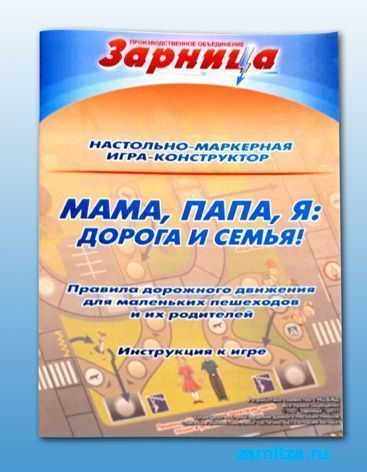 ПРОИЗВОДСТВЕННОЕ ОБЪЕДИНЕНИЕ
Зарница
НАСТОЛЬНО-МАРКЕРНАЯ
ИГРА-КОНСТРУКТОР
МАМА, ПАПА, Я:
ДОРОГА И СЕМЬЯ!
Правила дорожного движения
для маленьких пешеходов
и их родителей
Инструкция к игре
zarnitza.ru